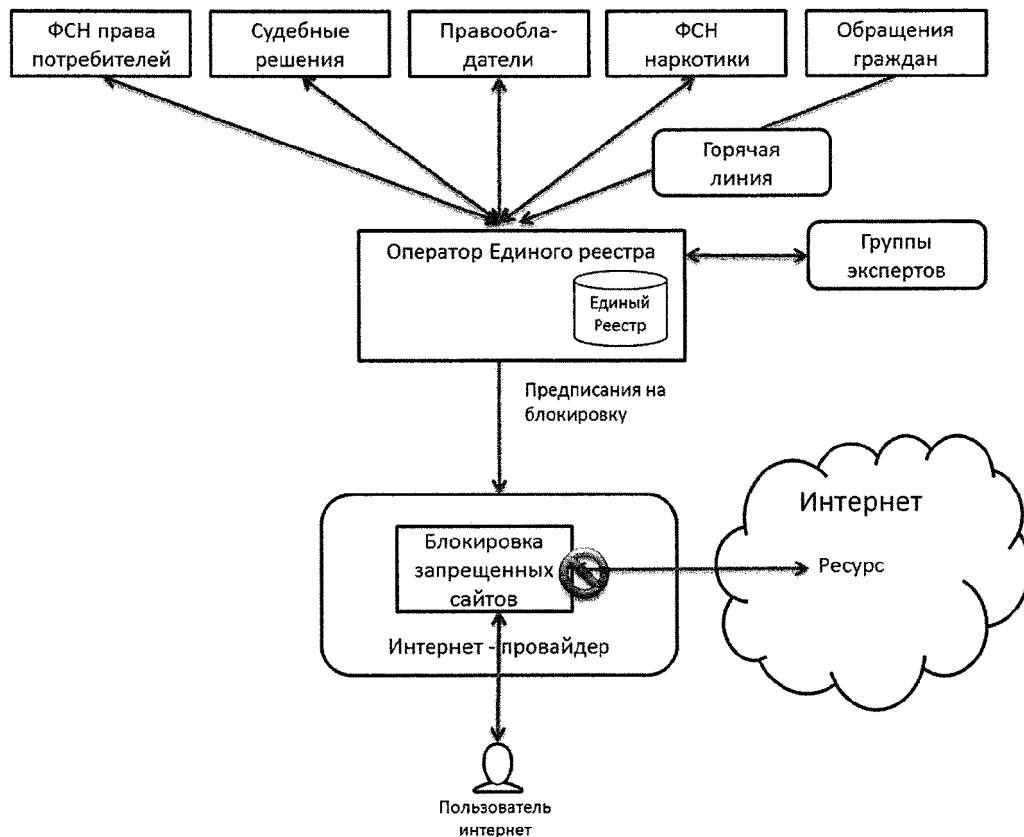 ФСН права
потребителей
Судебные
решения
Правообла-
датели
ФСН
наркотики
Обращения
граждан
Горячая
линия
Оператор Единого реестра
Группы
экспертов
Единый
Реестр
Предписания на
блокировку
Интернет
Блокировка
запрещенных
сайтов
Ресурс
Интернет - провайдер
Пользователь
интернет